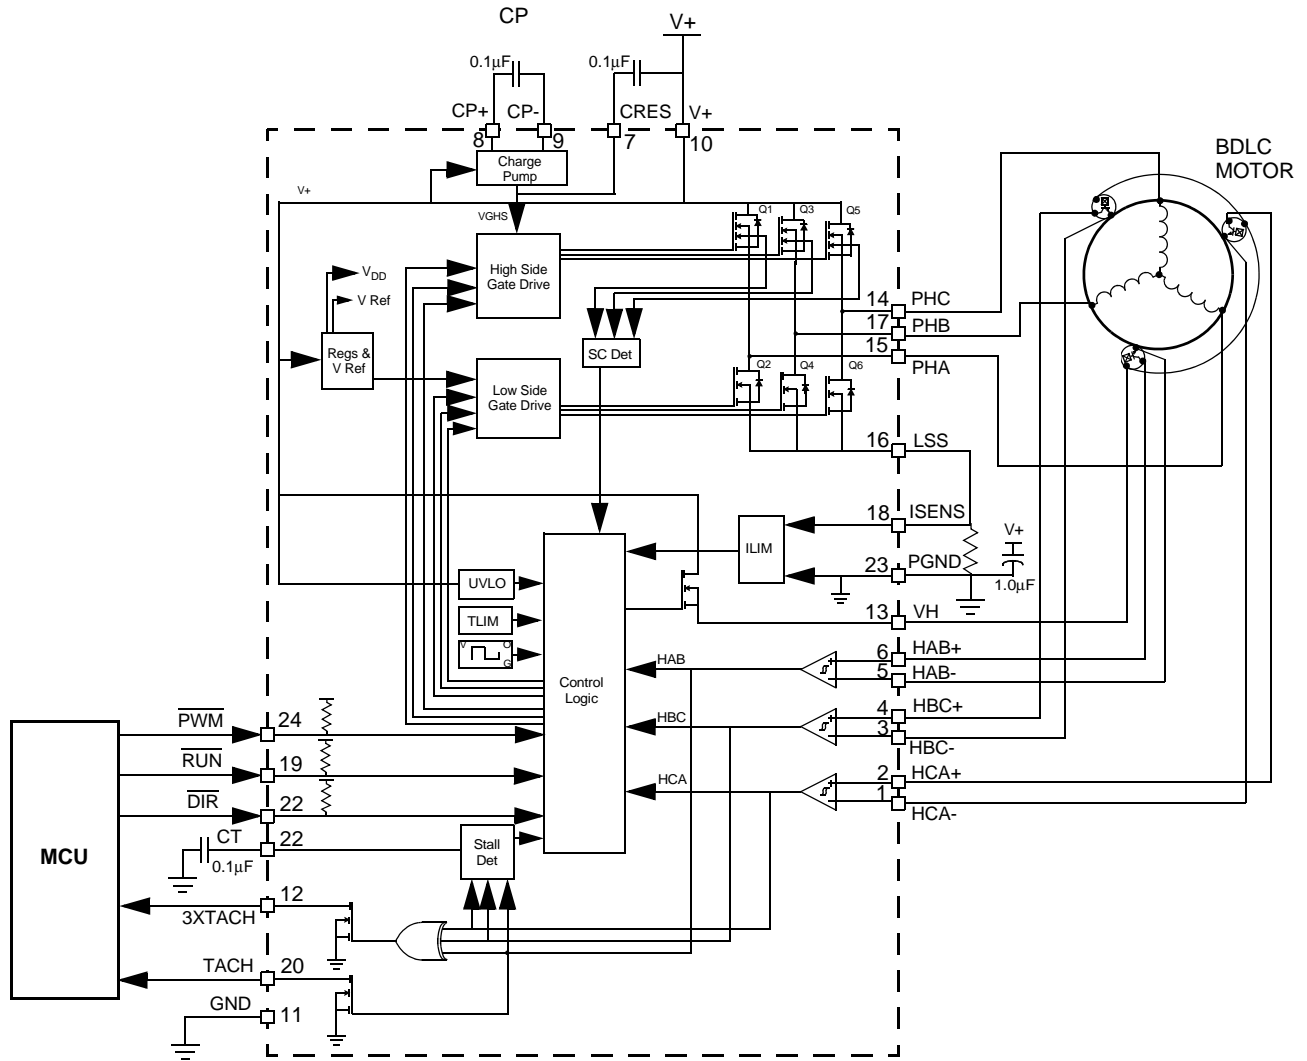 CP
V+
0.1µF
0.1µF
CP+ CP- CRES V+
8 9 7 10
BDLC
MOTOR
Charge
Pump
V+
VGHS
Q1 Q3 Q5
High Side
Gate Drive
VDD
V Ref
14 PHC
17 PHB
15 PHA
Regs &
V Ref
SC Det
Q2 Q4 Q6
Low Side
Gate Drive
16 LSS
18 ISENS
V+
ILIM
23 PGND
1.0µF
UVLO
13 VH
TLIM
V O
G
HAB
6 HAB+
5 HAB-
Control
Logic
HBC
4 HBC+
3 HBC-
HCA
2 HCA+
1 HCA-
PWM 24
RUN 19
DIR 22
MCU
CT 22
0.1µF
Stall
Det
12
3XTACH
TACH 20
GND 11